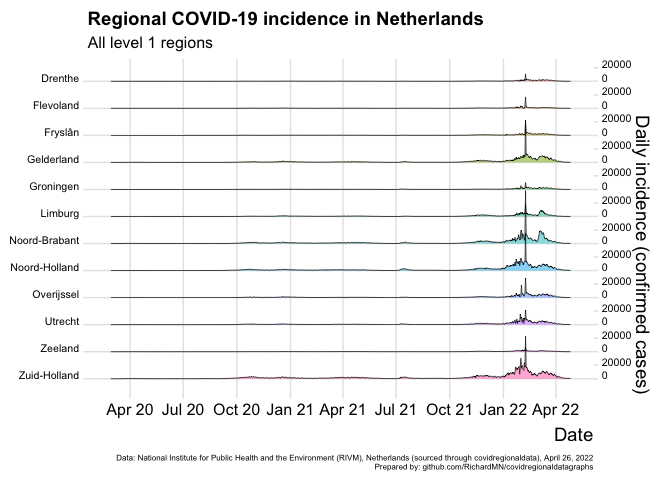 Regional COVID-19 incidence in Netherlands
All level 1 regions
Drenthe
Flevoland
Fryslân
Gelderland
Groningen
Limburg
Noord-Brabant
Noord-Holland
Overijssel
Utrecht
Zeeland
Zuid-Holland
20000
0
20000
0
20000
0
20000
0
20000
0
20000
0
20000
0
20000
0
20000
0
20000
0
20000
0
20000
0
Daily incidence (confirmed cases)
Apr 20 Jul 20 Oct 20 Jan 21 Apr 21 Jul 21 Oct 21 Jan 22 Apr 22
Date
Data: National Institute for Public Health and the Environment (RIVM), Netherlands (sourced through covidregionaldata), April 26, 2022
Prepared by: github.com/RichardMN/covidregionaldatagraphs